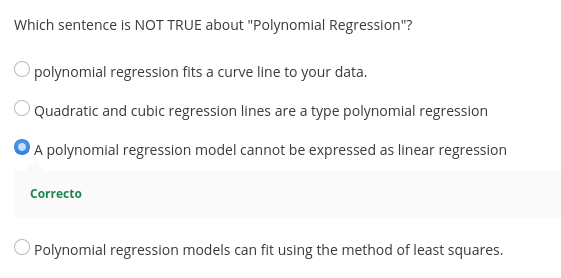 Which sentence is NOT TRUE about "Polynomial Regression"?
polynomial regression fits a curve line to your data.
Quadratic and cubic regression lines are a type polynomial regression
A polynomial regression model cannot be expressed as linear regression
Correcto
Polynomial regression models can fit using the method of least squares.